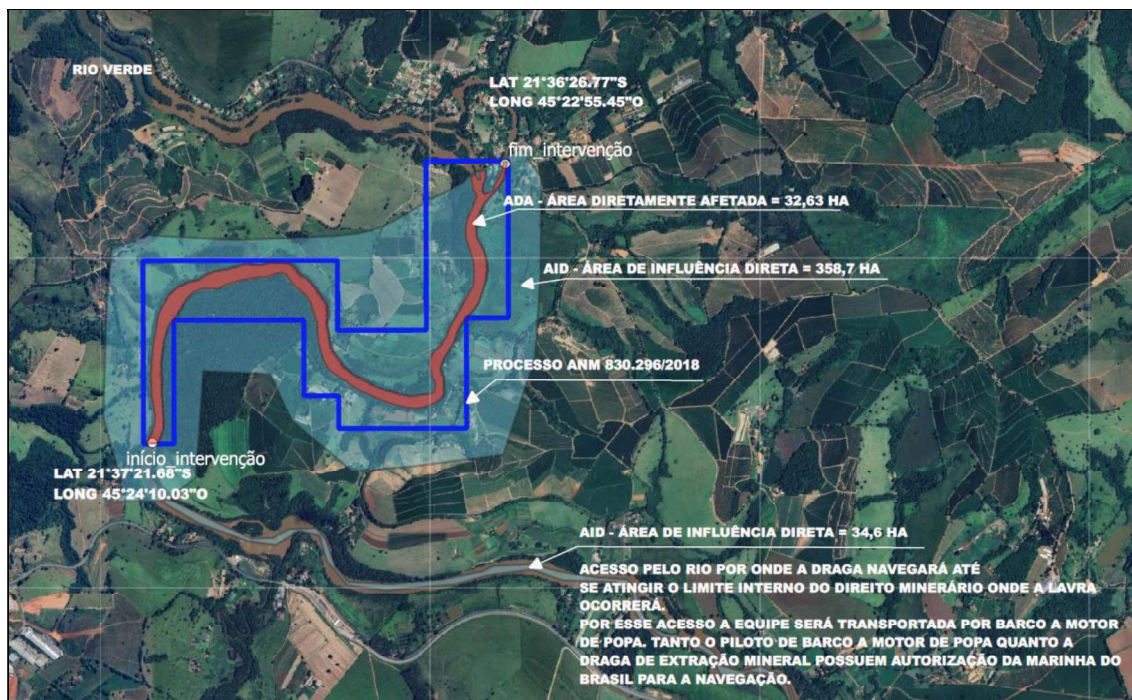 RIO VERDE
LAT 21°36'26.77"S
LONG 45°22'55.45"O
fim_intervenção
ADA - ÁREA DIRETAMENTE AFETADA = 32,63 HA
AID - ÁREA DE INFLUÊNCIA DIRETA = 358,7 HA
PROCESSO ANM 830.296/2018
início_intervenção
LAT 21°37'21.68"S
LONG 45°24'10.03"O
AID - ÁREA DE INFLUÊNCIA DIRETA = 34,6 HA
ACESSO PELO RIO POR ONDE A DRAGA NAVEGARÁ ATÉ
SE ATINGIR O LIMITE INTERNO DO DIREITO MINERÁRIO ONDE A LAVRA
OCORRERÁ.
POR ESSE ACESSO A EQUIPE SERÁ TRANSPORTADA POR BARCO A MOTOR
DE POPA. TANTO O PILOTO DE BARCO A MOTOR DE POPA QUANTO A
DRAGA DE EXTRAÇÃO MINERAL POSSUEM AUTORIZAÇÃO DA MARINHA DO
BRASIL PARA A NAVEGAÇÃO.